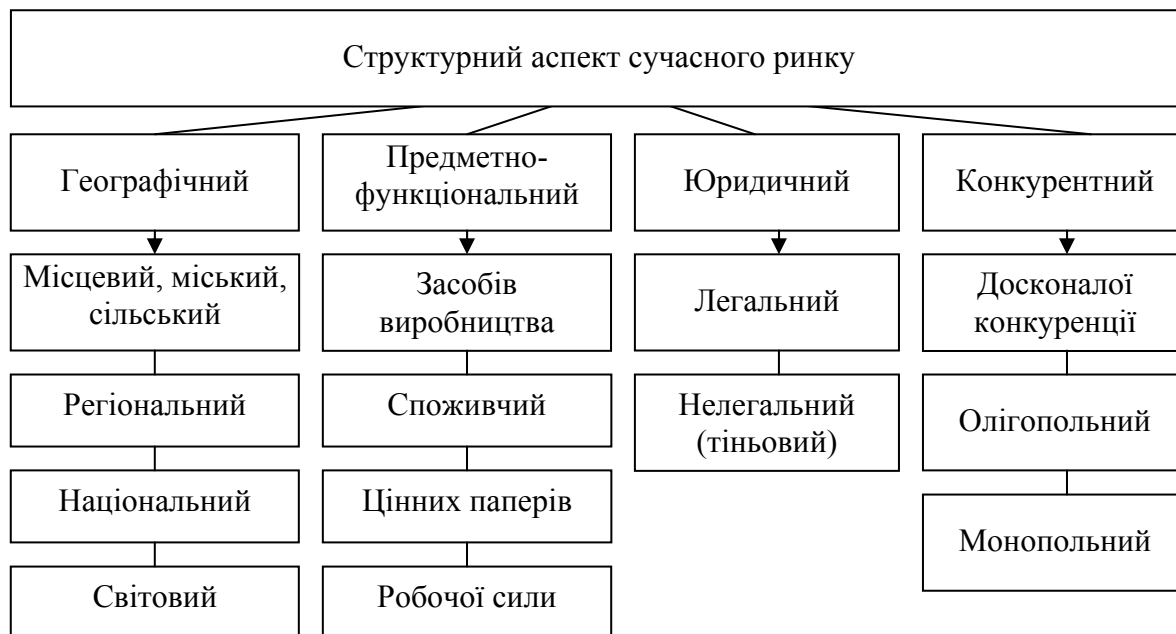 Структурний аспект сучасного ринку
Географічний
Предметно-
функціональний
Юридичний
Конкурентний
Місцевий, міський,
сільський
Засобів
виробництва
Легальний
Досконалої
конкуренції
Регіональний
Споживчий
Нелегальний
(тіньовий)
Олігопольний
Національний
Цінних паперів
Монопольний
Світовий
Робочої сили